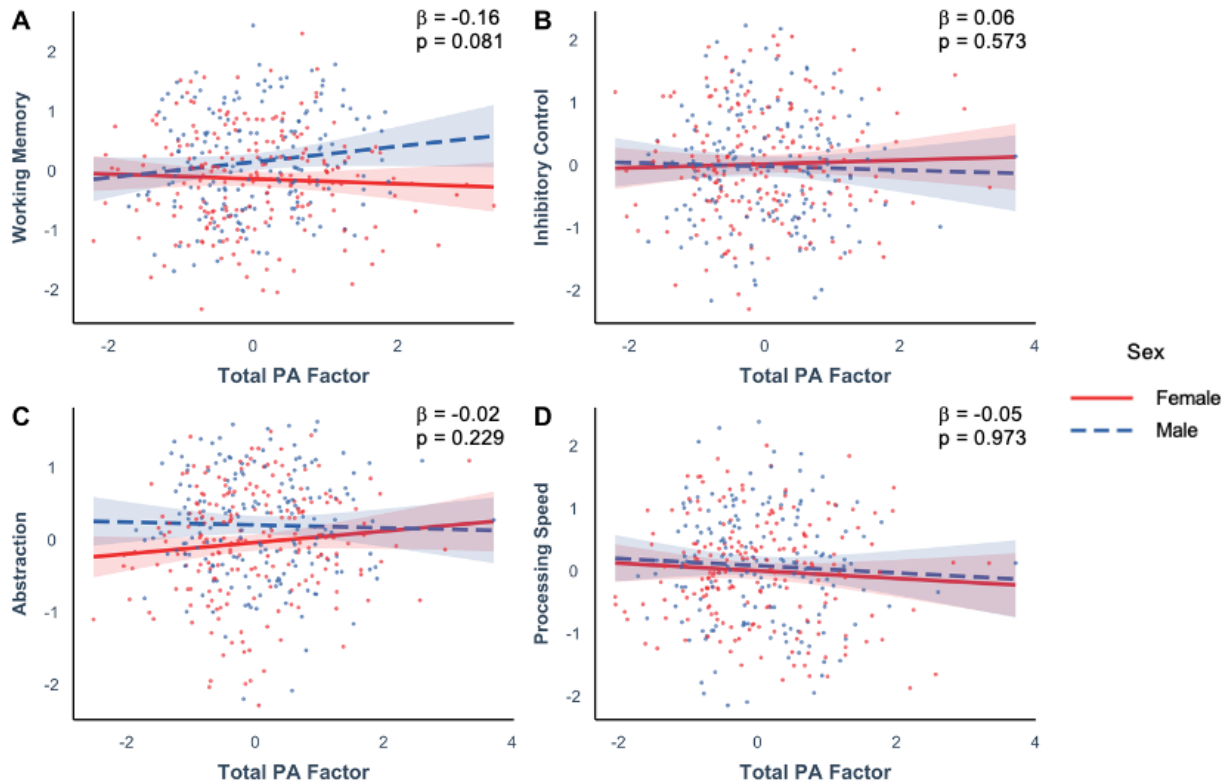 A
β = -0.16
p = 0.081
Working Memory
2
1
0
-1
-2
-2
0
2
Total PA Factor
B
β = 0.06
p = 0.573
Inhibitory Control
2
1
0
-1
-2
-2
0
2
4
Total PA Factor
Sex
Female
Male
C
β = -0.02
p = 0.229
Abstraction
1
0
-1
-2
-2
0
2
4
Total PA Factor
D
β = -0.05
p = 0.973
Processing Speed
2
1
0
-1
-2
-2
0
2
4
Total PA Factor